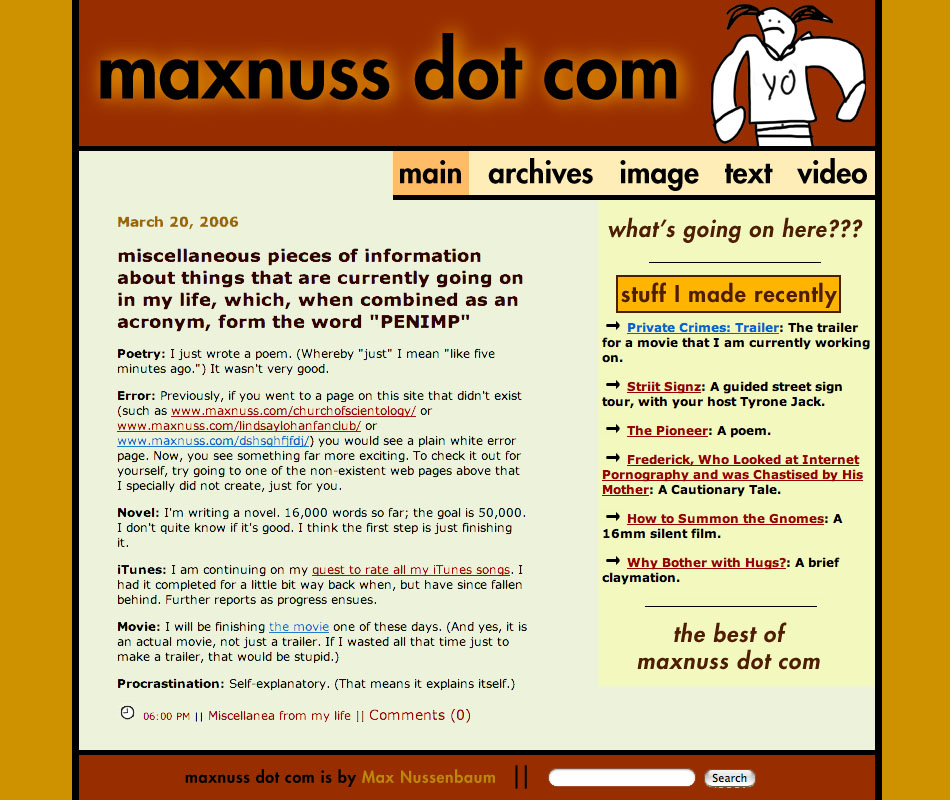 maxnuss dot com
YO
main archives image text video
March 20, 2006
miscellaneous pieces of information
about things that are currently going on
in my life, which, when combined as an
acronym, form the word "PENIMP"
Poetry: I just wrote a poem. (Whereby "just" I mean "like five
minutes ago.") It wasn't very good.
Error: Previously, if you went to a page on this site that didn't exist
(such as www.maxnuss.com/churchofscientology/ or
www.maxnuss.com/lindsaylohanfanclub/ or
www.maxnuss.com/dshsghfjfdj/) you would see a plain white error
page. Now, you see something far more exciting. To check it out for
yourself, try going to one of the non-existent web pages above that
I specially did not create, just for you.
Novel: I'm writing a novel. 16,000 words so far; the goal is 50,000.
I don't quite know if it's good. I think the first step is just finishing
it.
iTunes: I am continuing on my quest to rate all my iTunes songs. I
had it completed for a little bit way back when, but have since fallen
behind. Further reports as progress ensues.
Movie: I will be finishing the movie one of these days. (And yes, it is
an actual movie, not just a trailer. If I wasted all that time just to
make a trailer, that would be stupid.)
Procrastination: Self-explanatory. (That means it explains itself.)
06:00 PM || Miscellanea from my life || Comments (0)
what's going on here???
stuff I made recently
→ Private Crimes: Trailer: The trailer
for a movie that I am currently working
on.
→ Striit Signz: A guided street sign
tour, with your host Tyrone Jack.
→ The Pioneer: A poem.
→ Frederick, Who Looked at Internet
Pornography and was Chastised by His
Mother: A Cautionary Tale.
→ How to Summon the Gnomes: A
16mm silent film.
→ Why Bother with Hugs?: A brief
claymation.
the best of
maxnuss dot com
maxnuss dot com is by Max Nussenbaum || Search